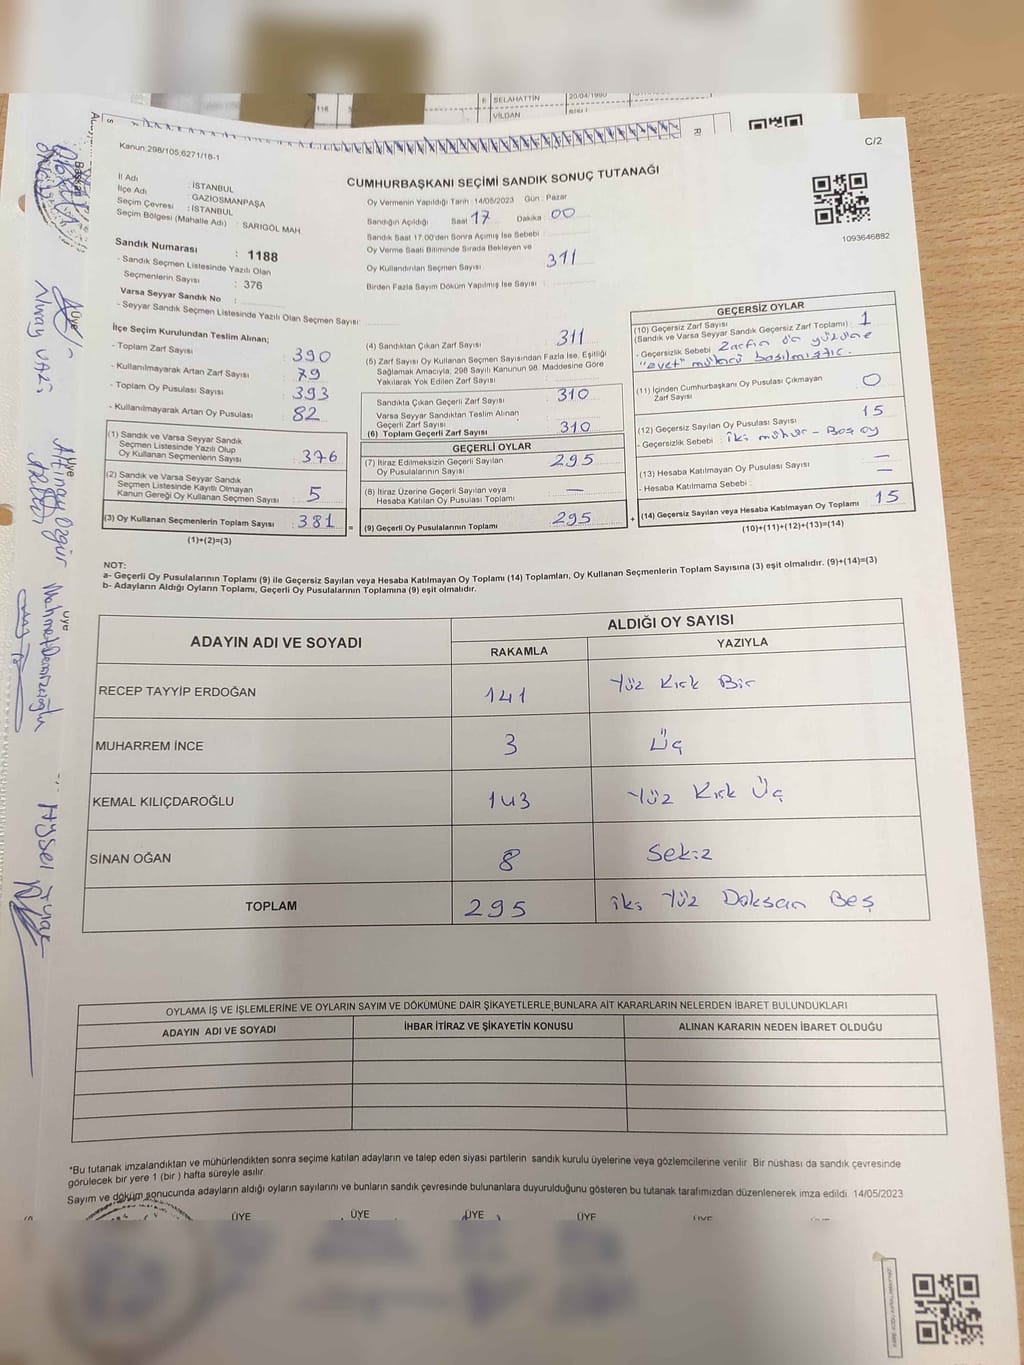 SELAHATTİN
20/04/1980
VİLDAN
116
Kanun:298/105;6271/18-1
C/2
CUMHURBAŞKANI SEÇİMİ SANDIK SONUÇ TUTANAĞI
1093646882
İl Adı : İSTANBUL
İlçe Adı : GAZİOSMANPAŞA
Seçim Çevresi : İSTANBUL
Seçim Bölgesi (Mahalle Adı) : SARIGÖL MAH.
Sandık Numarası : 1188
- Sandık Seçmen Listesinde Yazılı Olan
Seçmenlerin Sayısı : 376
Varsa Seyyar Sandık No :
- Seyyar Sandık Seçmen Listesinde Yazılı Olan Seçmen Sayısı:
Oy Vermenin Yapıldığı Tarih : 14/05/2023 Gün : Pazar
Sandığın Açıldığı Saat 17 Dakika : 00
Sandık Saat 17.00'den Sonra Açılmış İse Sebebi :
Oy Verme Saati Bitiminde Sırada Bekleyen ve
Oy Kullandırılan Seçmen Sayısı 311
Birden Fazla Sayım Döküm Yapılmış İse Sayısı :
İlçe Seçim Kurulundan Teslim Alınan;
- Toplam Zarf Sayısı : 390
- Kullanılmayarak Artan Zarf Sayısı : 79
- Toplam Oy Pusulası Sayısı : 393
- Kullanılmayarak Artan Oy Pusulası : 82
(1) Sandık ve Varsa Seyyar Sandık
Seçmen Listesinde Yazılı Olup
Oy Kullanan Seçmenlerin Sayısı : 376
(2) Sandık ve Varsa Seyyar Sandık
Seçmen Listesinde Kayıtlı Olmayan
Kanun Gereği Oy Kullanan Seçmen Sayısı : 5
(3) Oy Kullanan Seçmenlerin Toplam Sayısı : 381 =
(1)+(2)=(3)
(4) Sandıktan Çıkan Zarf Sayısı : 311
(5) Zarf Sayısı Oy Kullanan Seçmen Sayısından Fazla İse, Eşitliği
Sağlamak Amacıyla, 298 Sayılı Kanunun 98. Maddesine Göre
Yakılarak Yok Edilen Zarf Sayısı :
Sandıkta Çıkan Geçerli Zarf Sayısı : 310
Varsa Seyyar Sandıktan Teslim Alınan
Geçerli Zarf Sayısı :
(6) Toplam Geçerli Zarf Sayısı : 310
GEÇERLİ OYLAR
(7) İtiraz Edilmeksizin Geçerli Sayılan
Oy Pusulalarının Sayısı : 295
(8) İtiraz Üzerine Geçerli Sayılan veya
Hesaba Katılan Oy Pusulası Toplamı : —
(9) Geçerli Oy Pusulalarının Toplamı : 295 +
GEÇERSİZ OYLAR
(10) Geçersiz Zarf Sayısı
(Sandık ve Varsa Seyyar Sandık Geçersiz Zarf Toplamı) : 1
- Geçersizlik Sebebi : Zarfın ön yüzüne
"evet" mührü basılmıştır.
(11) İçinden Cumhurbaşkanı Oy Pusulası Çıkmayan
Zarf Sayısı : 0
(12) Geçersiz Sayılan Oy Pusulası Sayısı : 15
- Geçersizlik Sebebi : iki mühür - Boş oy
(13) Hesaba Katılmayan Oy Pusulası Sayısı : —
- Hesaba Katılmama Sebebi : —
(14) Geçersiz Sayılan veya Hesaba Katılmayan Oy Toplamı : 15
(10)+(11)+(12)+(13)=(14)
NOT:
a- Geçerli Oy Pusulalarının Toplamı (9) ile Geçersiz Sayılan veya Hesaba Katılmayan Oy Toplamı (14) Toplamları, Oy Kullanan Seçmenlerin Toplam Sayısına (3) eşit olmalıdır. (9)+(14)=(3)
b- Adayların Aldığı Oyların Toplamı, Geçerli Oy Pusulalarının Toplamına (9) eşit olmalıdır.
ADAYIN ADI VE SOYADI
ALDIĞI OY SAYISI
RAKAMLA YAZIYLA
RECEP TAYYİP ERDOĞAN 141 Yüz Kırk Bir
MUHARREM İNCE 3 Üç
KEMAL KILIÇDAROĞLU 143 Yüz Kırk Üç
SİNAN OĞAN 8 Sekiz
TOPLAM 295 iki Yüz Doksan Beş
OYLAMA İŞ VE İŞLEMLERİNE VE OYLARIN SAYIM VE DÖKÜMÜNE DAİR ŞİKAYETLERLE BUNLARA AİT KARARLARIN NELERDEN İBARET BULUNDUKLARI
ADAYIN ADI VE SOYADI İHBAR İTİRAZ VE ŞİKAYETİN KONUSU ALINAN KARARIN NEDEN İBARET OLDUĞU
*Bu tutanak imzalandıktan ve mühürlendikten sonra seçime katılan adayların ve talep eden siyasi partilerin sandık kurulu üyelerine veya gözlemcilerine verilir. Bir nüshası da sandık çevresinde
görülecek bir yere 1 (bir) hafta süreyle asılır.
Sayım ve döküm sonucunda adayların aldığı oyların sayılarını ve bunların sandık çevresinde bulunanlara duyurulduğunu gösteren bu tutanak tarafımızdan düzenlenerek imza edildi. 14/05/2023
ÜYE ÜYE ÜYE ÜYE ÜYE
Başkan
Üye
Üye
Altınay Özgür
Üye
Aysel